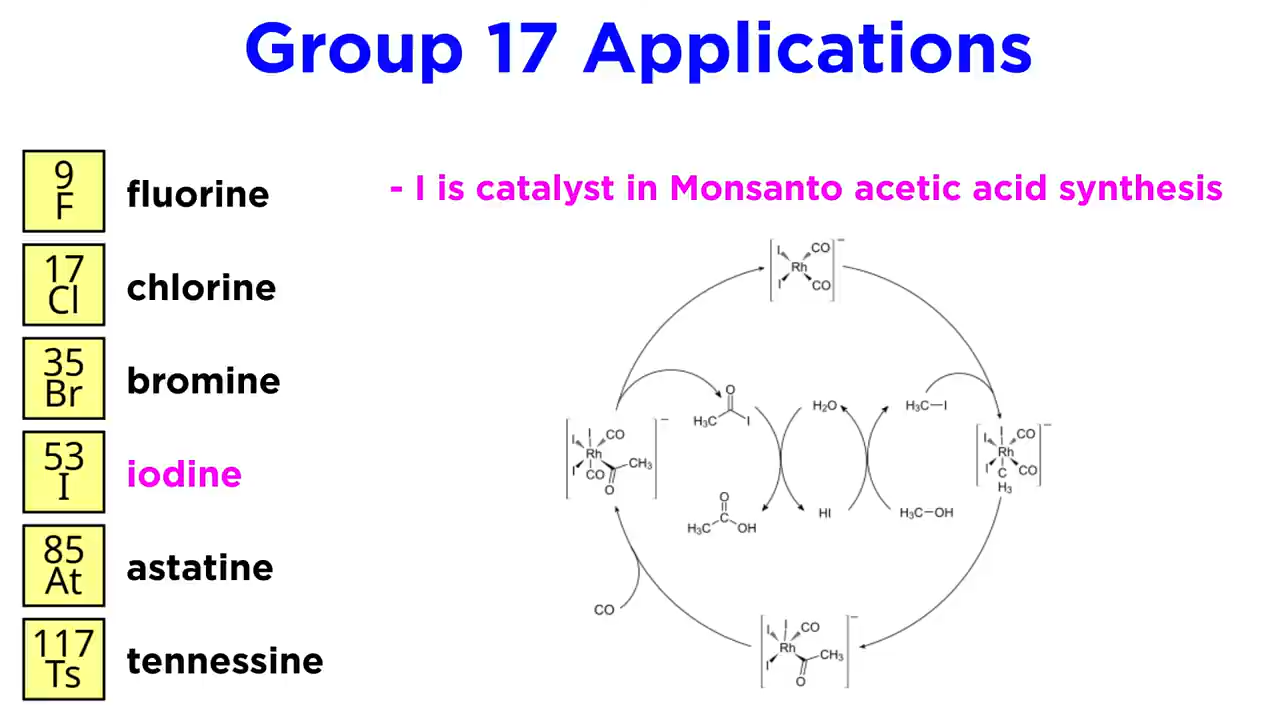 Group 17 Applications
9
F
fluorine
17
Cl
chlorine
35
Br
bromine
53
I
iodine
85
At
astatine
117
Ts
tennessine
- I is catalyst in Monsanto acetic acid synthesis
I
CO
Rh
I
CO
−
O
H₃C
I
H₂O
H₃C−I
I
I
CO
Rh
I
CO
CH₃
O
−
I
I
CO
Rh
I
CO
C
H₃
−
O
C
H₃C
OH
HI
H₃C−OH
CO
I
I
CO
Rh
I
CH₃
O
−